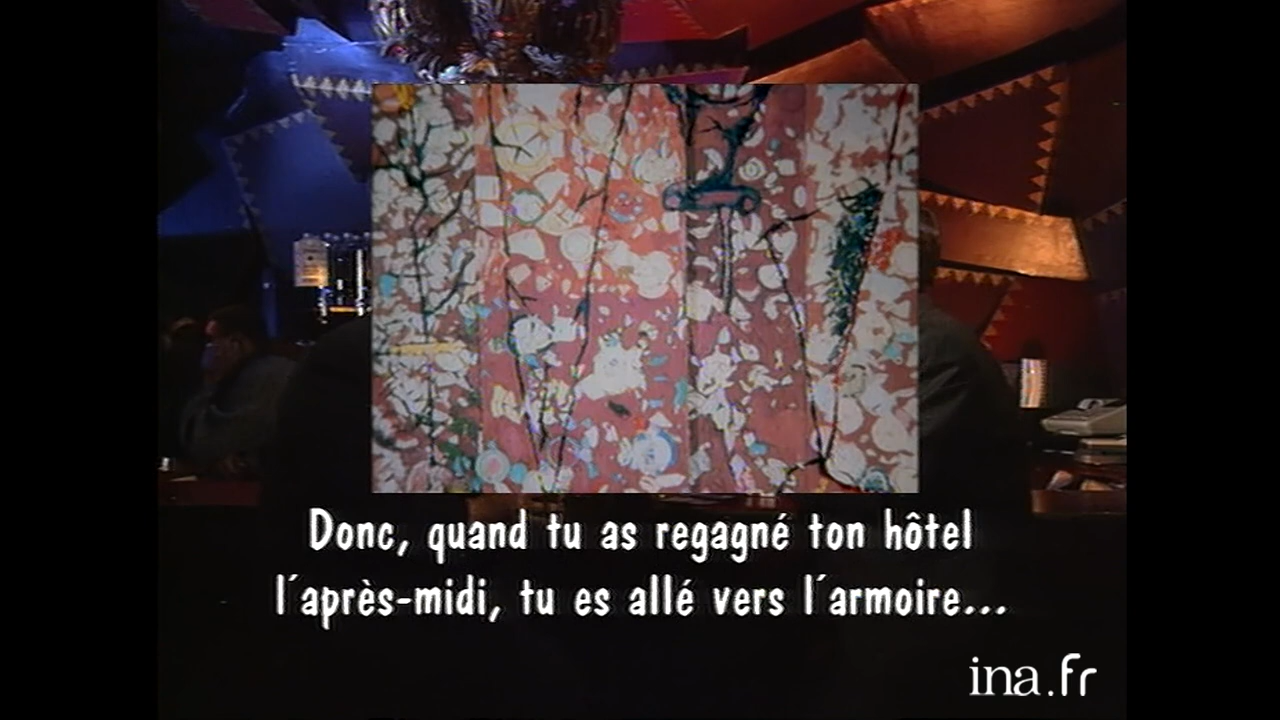 Donc, quand tu as regagné ton hôtel
l´après-midi, tu es allé vers l´armoire...
ina.fr